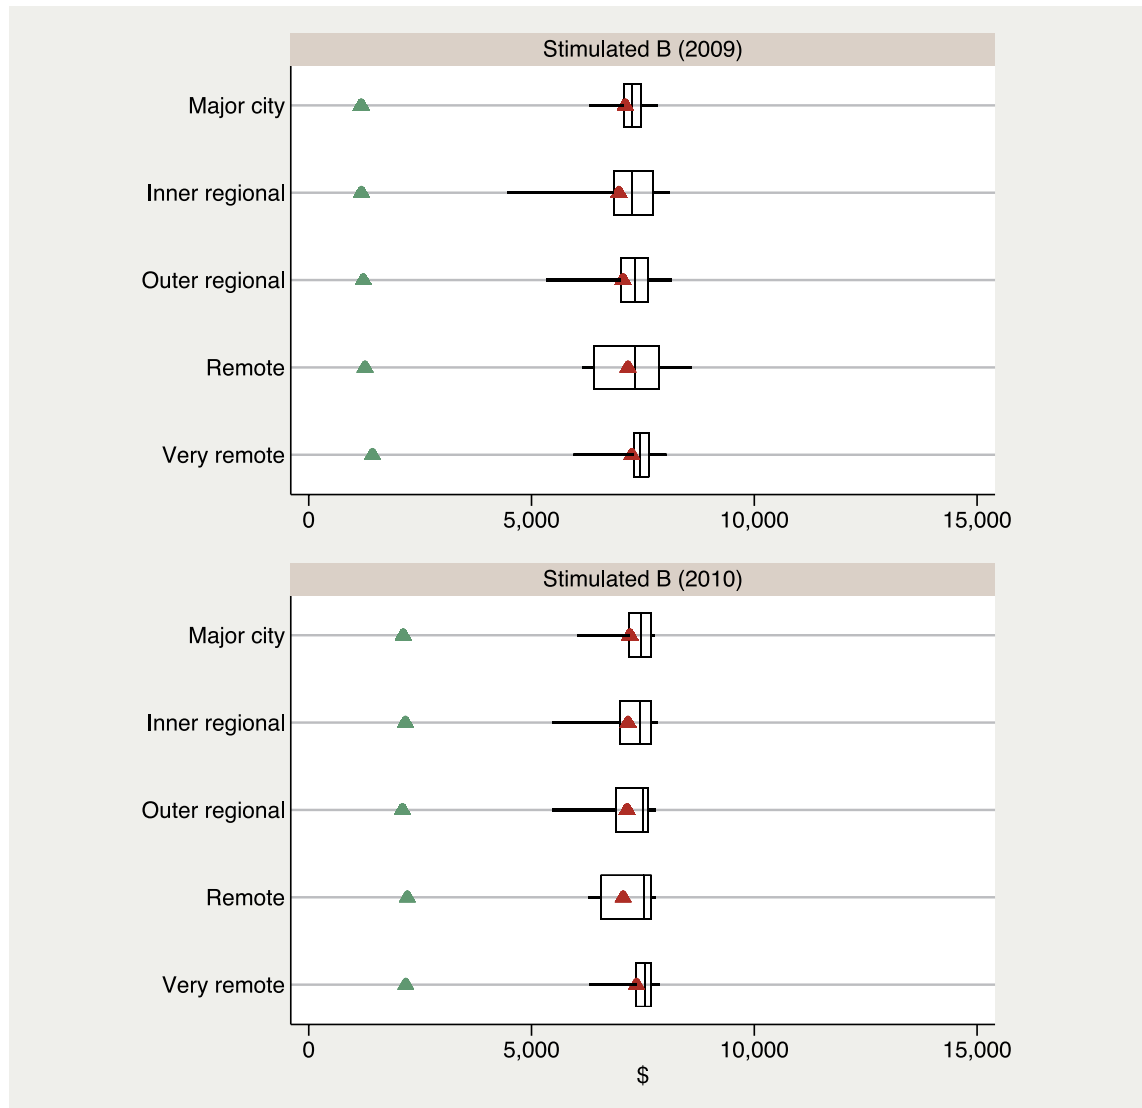 Stimulated B (2009)
Major city
Inner regional
Outer regional
Remote
Very remote
0 5,000 10,000 15,000
Stimulated B (2010)
Major city
Inner regional
Outer regional
Remote
Very remote
0 5,000 10,000 15,000
$